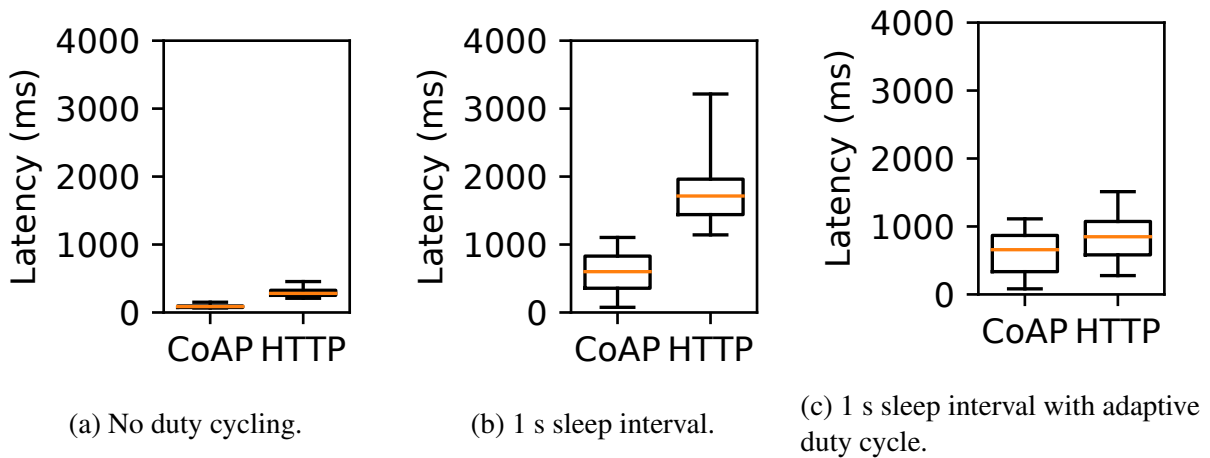 Latency (ms)
4000
3000
2000
1000
0
CoAP HTTP
(a) No duty cycling.
Latency (ms)
4000
3000
2000
1000
0
CoAP HTTP
(b) 1 s sleep interval.
Latency (ms)
4000
3000
2000
1000
0
CoAP HTTP
(c) 1 s sleep interval with adaptive
duty cycle.